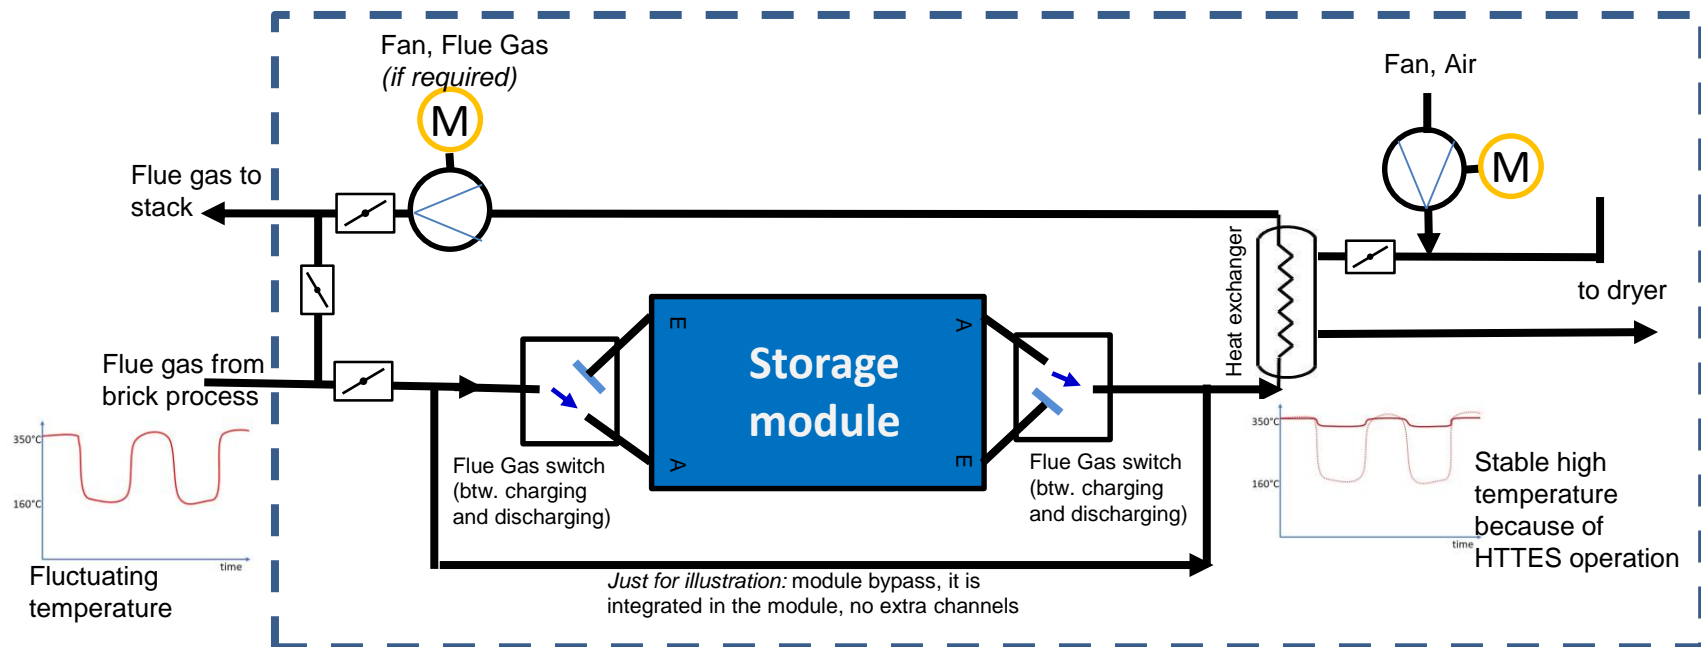 Fan, Flue Gas
(if required)
M
Fan, Air
M
Flue gas to
stack
Heat exchanger
to dryer
Flue gas from
brick process
E
A
Storage
module
A
E
350°C
160°C
time
Fluctuating
temperature
Flue Gas switch
(btw. charging
and discharging)
Flue Gas switch
(btw. charging
and discharging)
350°C
160°C
time
Stable high
temperature
because of
HTTES operation
Just for illustration: module bypass, it is
integrated in the module, no extra channels